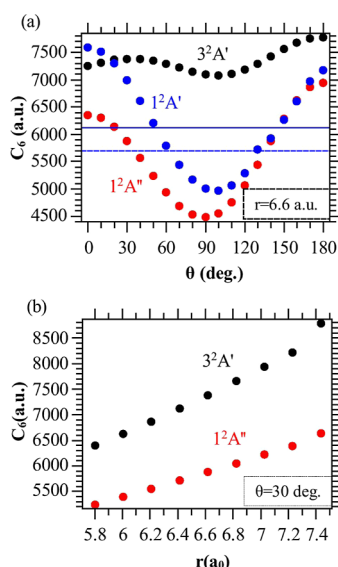 (a)
7500
7000
6500
6000
5500
5000
4500
C₆ (a.u.)
3²A'
1²A'
1²A"
r=6.6 a.u.
0 30 60 90 120 150 180
θ (deg.)
(b)
8500
8000
7500
7000
6500
6000
5500
C₆(a.u.)
3²A'
1²A"
θ=30 deg.
5.8 6 6.2 6.4 6.6 6.8 7 7.2 7.4
r(a₀)